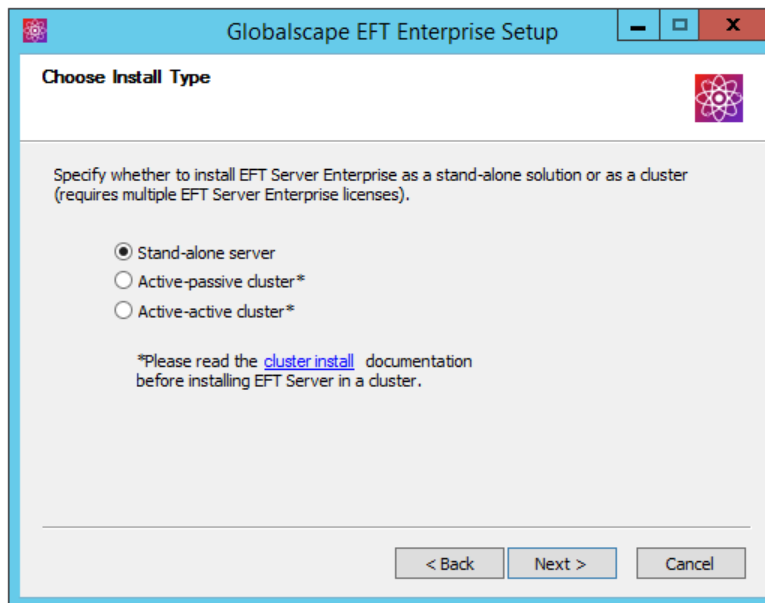 Globalscape EFT Enterprise Setup
Choose Install Type
Specify whether to install EFT Server Enterprise as a stand-alone solution or as a cluster
(requires multiple EFT Server Enterprise licenses).
Stand-alone server
Active-passive cluster*
Active-active cluster*
*Please read the cluster install documentation
before installing EFT Server in a cluster.
< Back Next > Cancel